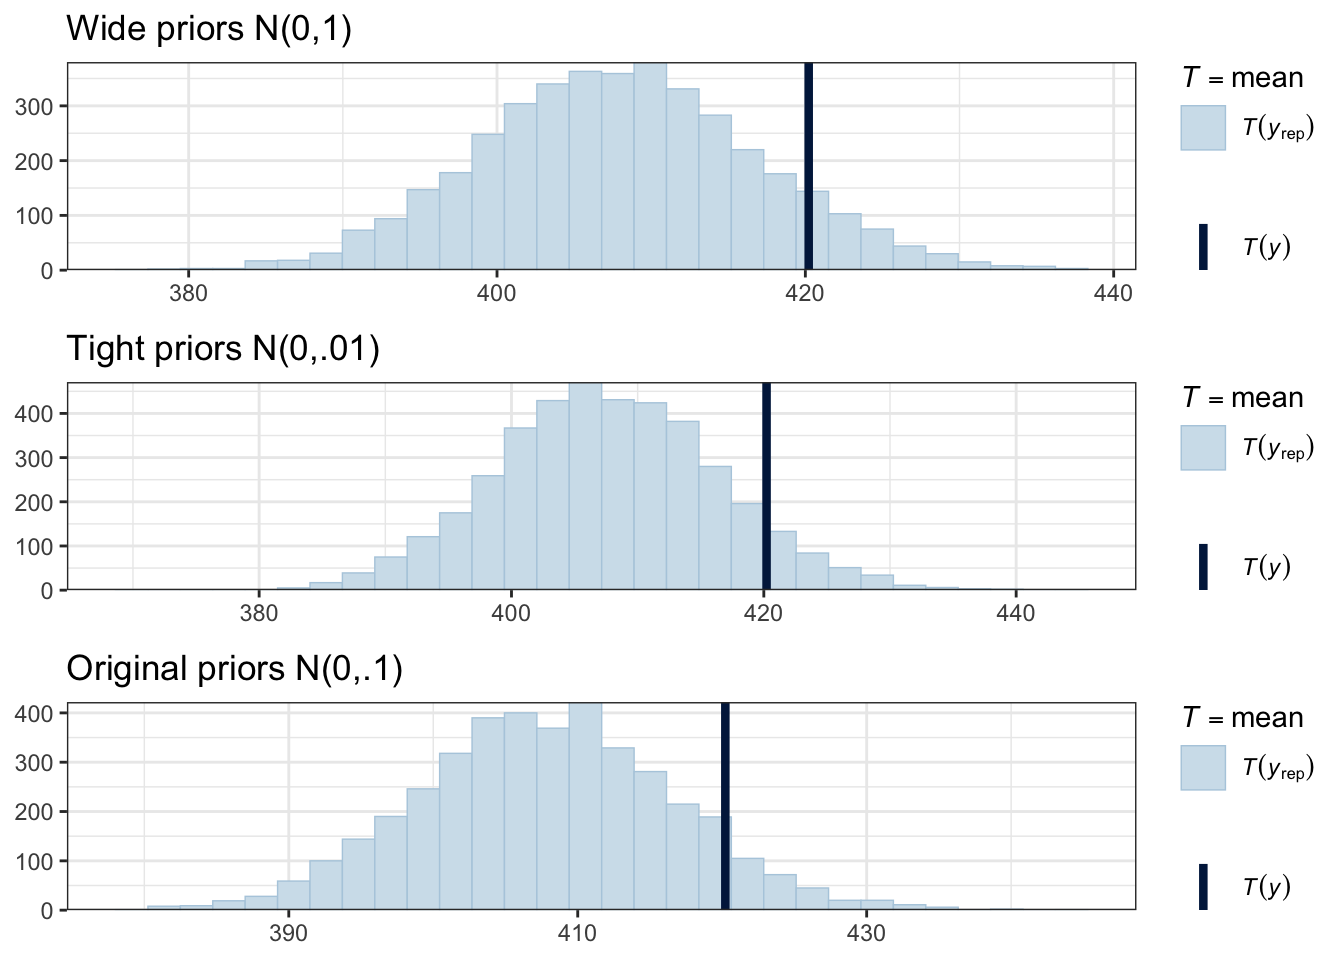 Wide priors N(0,1)
300
200
100
0
380 400 420 440
T = mean
T(yrep)
T(y)
Tight priors N(0,.01)
400
300
200
100
0
380 400 420 440
T = mean
T(yrep)
T(y)
Original priors N(0,.1)
400
300
200
100
0
390 410 430
T = mean
T(yrep)
T(y)